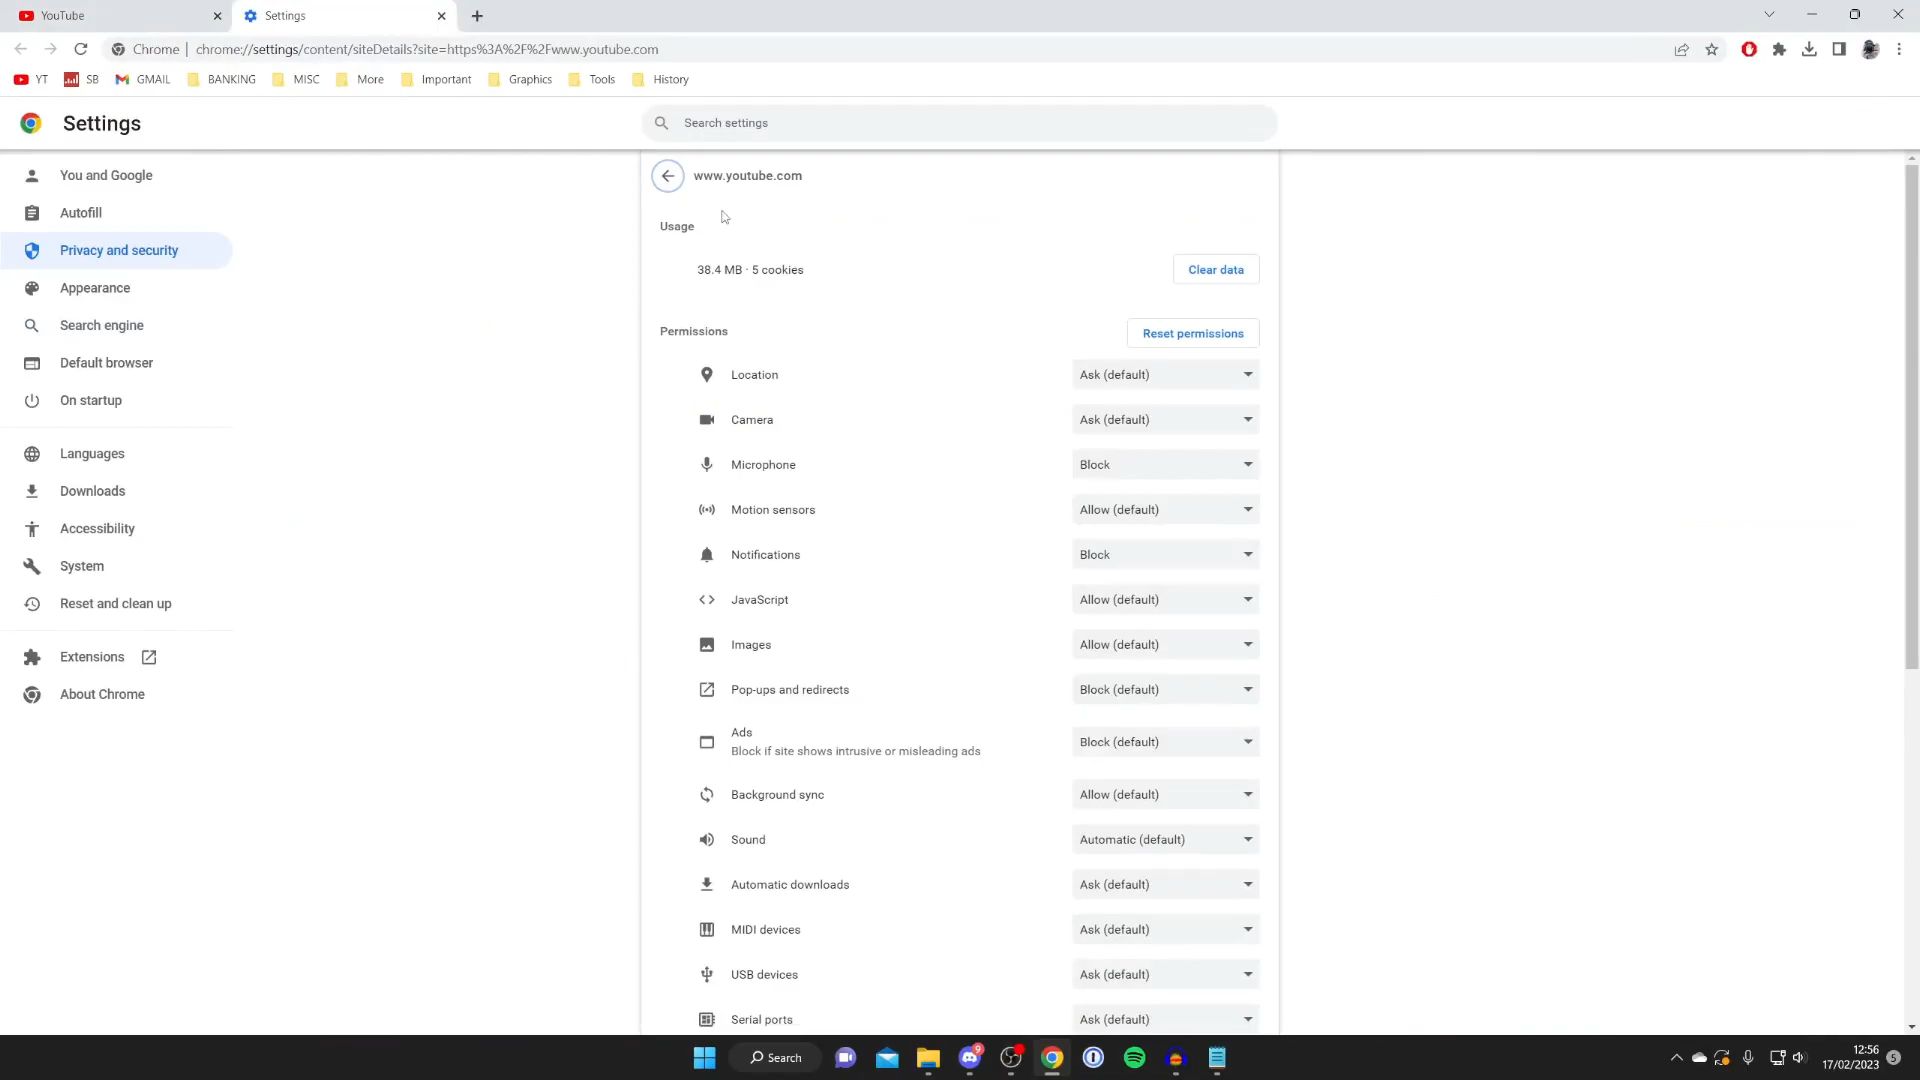 YouTube
Settings
Chrome
chrome://settings/content/siteDetails?site=https%3A%2F%2Fwww.youtube.com
YT
SB
GMAIL
BANKING
MISC
More
Important
Graphics
Tools
History
Settings
Search settings
You and Google
Autofill
Privacy and security
Appearance
Search engine
Default browser
On startup
Languages
Downloads
Accessibility
System
Reset and clean up
Extensions
About Chrome
www.youtube.com
Usage
38.4 MB · 5 cookies
Clear data
Permissions
Reset permissions
Location
Ask (default)
Camera
Ask (default)
Microphone
Block
Motion sensors
Allow (default)
Notifications
Block
JavaScript
Allow (default)
Images
Allow (default)
Pop-ups and redirects
Block (default)
Ads
Block if site shows intrusive or misleading ads
Block (default)
Background sync
Allow (default)
Sound
Automatic (default)
Automatic downloads
Ask (default)
MIDI devices
Ask (default)
USB devices
Ask (default)
Serial ports
Ask (default)
Search
9
12:56
17/02/2023
5